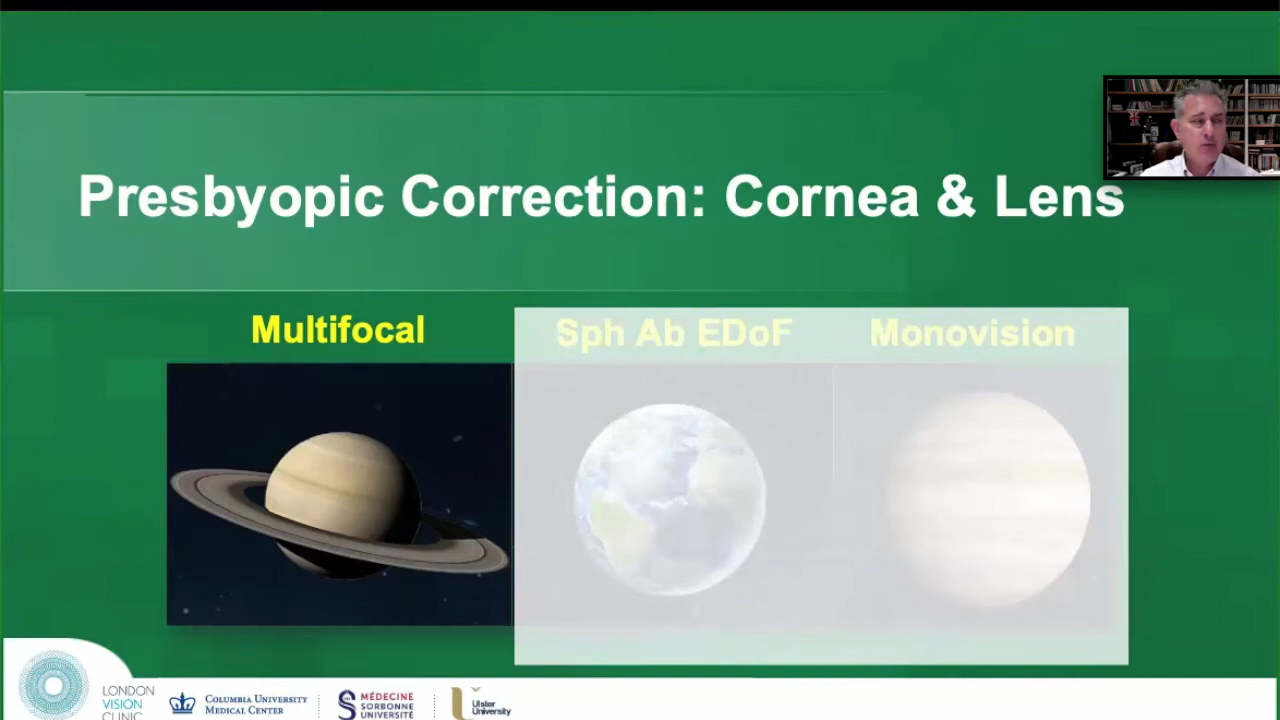 Presbyopic Correction: Cornea & Lens
Multifocal
Sph Ab EDoF
Monovision
LONDON
VISION
CLINIC
COLUMBIA UNIVERSITY
MEDICAL CENTER
MÉDECINE
SORBONNE
UNIVERSITÉ
Ulster
University